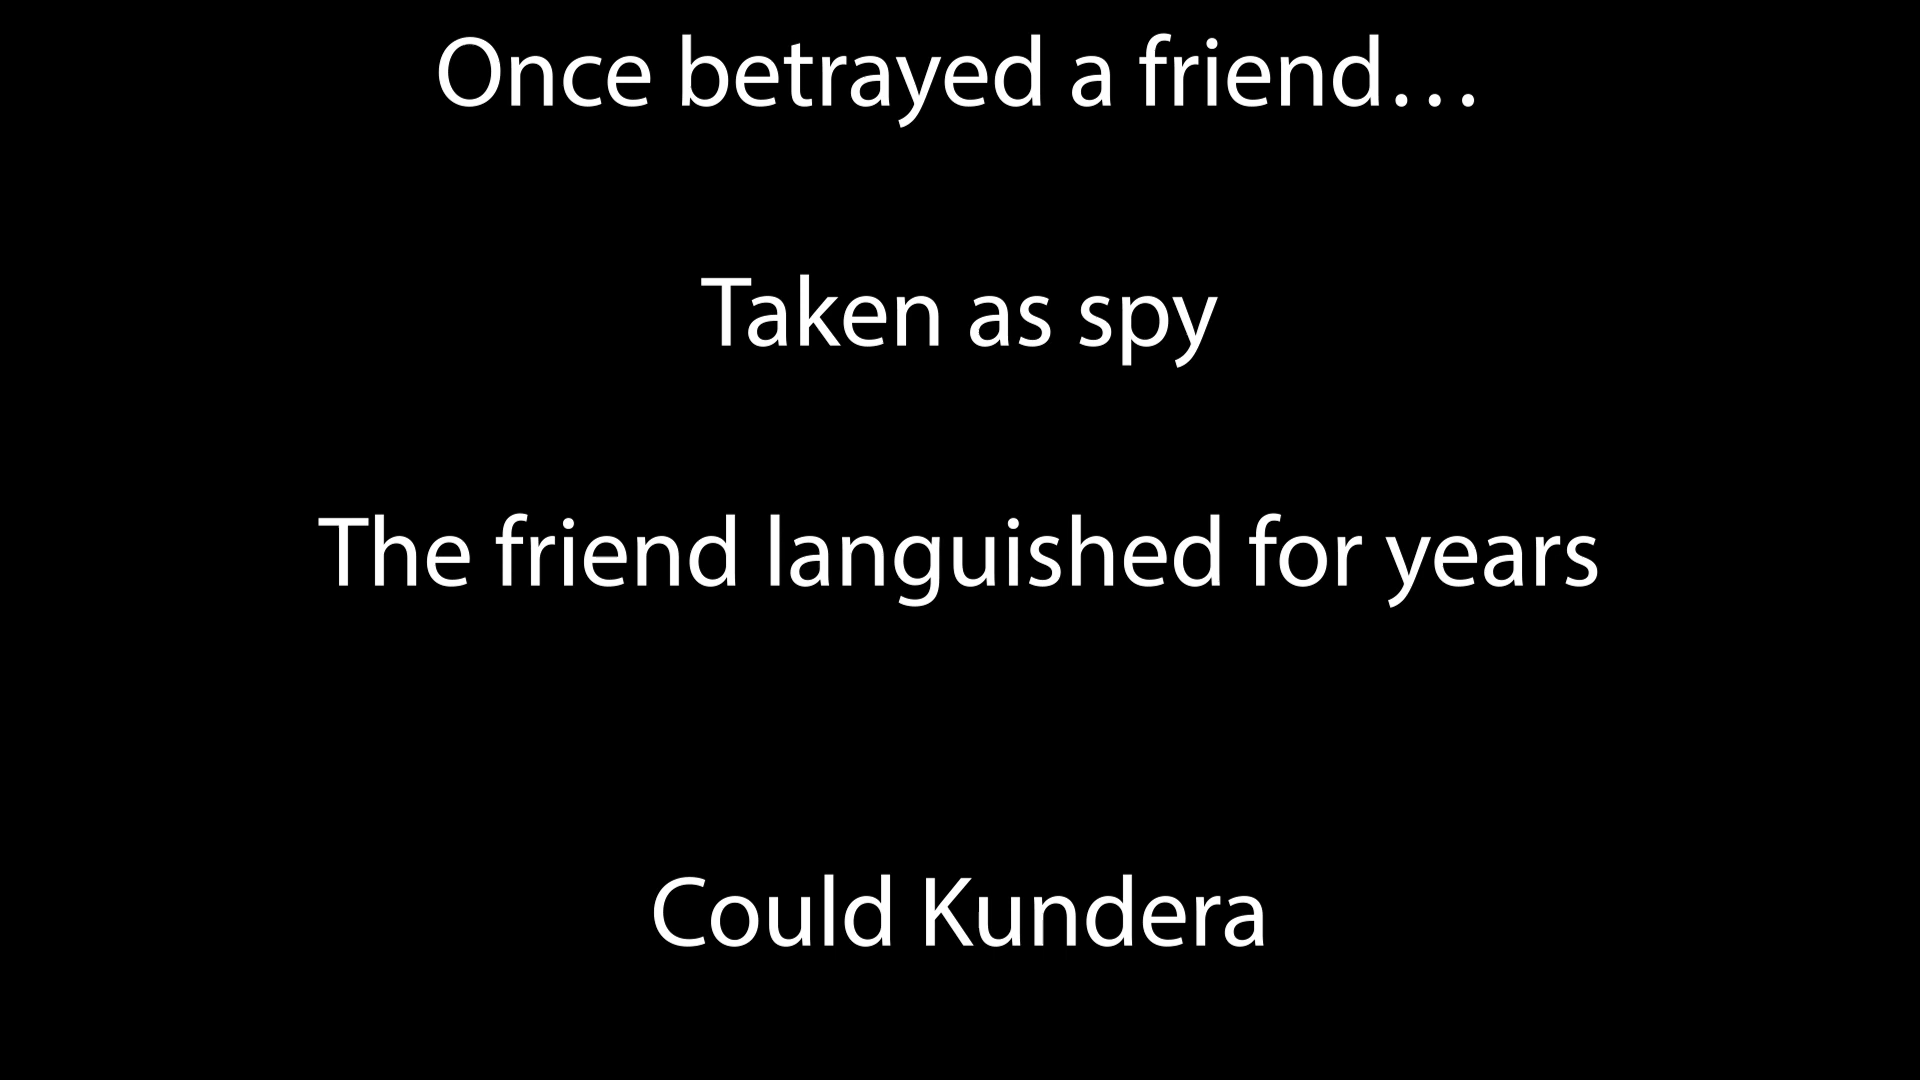 Once betrayed a friend…
Taken as spy
The friend languished for years
Could Kundera